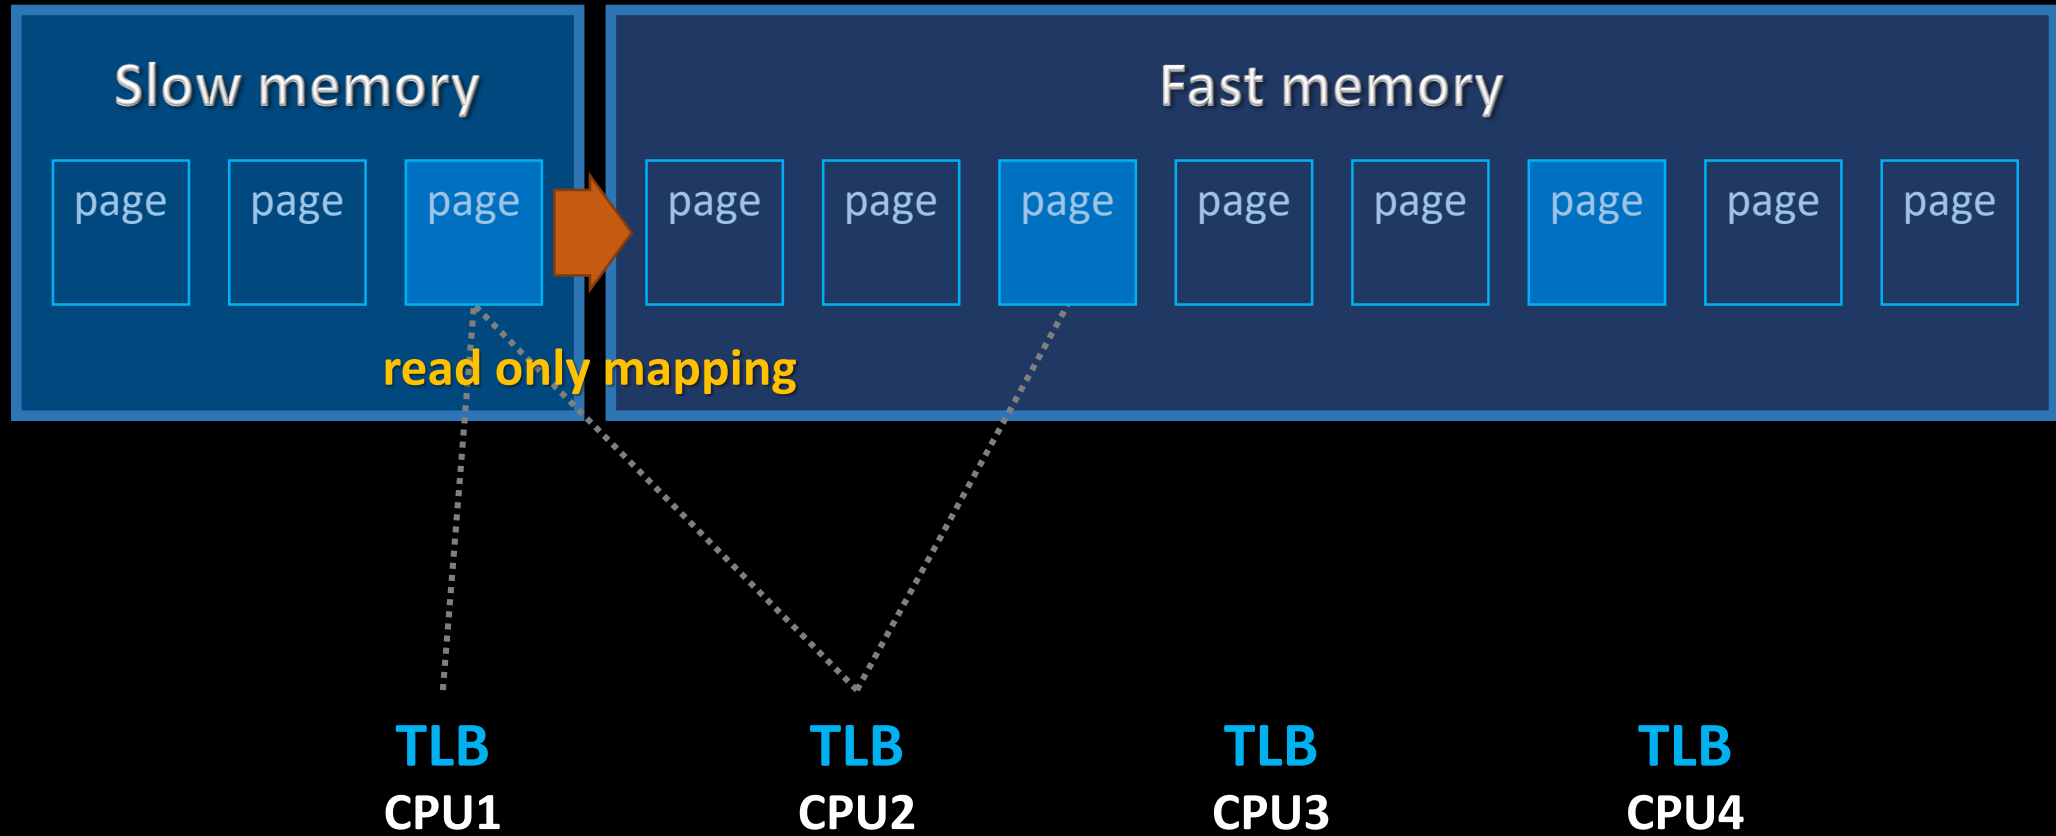 Slow memory
Fast memory
page page page page page page page page page page page
read only mapping
TLB TLB TLB TLB
CPU1 CPU2 CPU3 CPU4